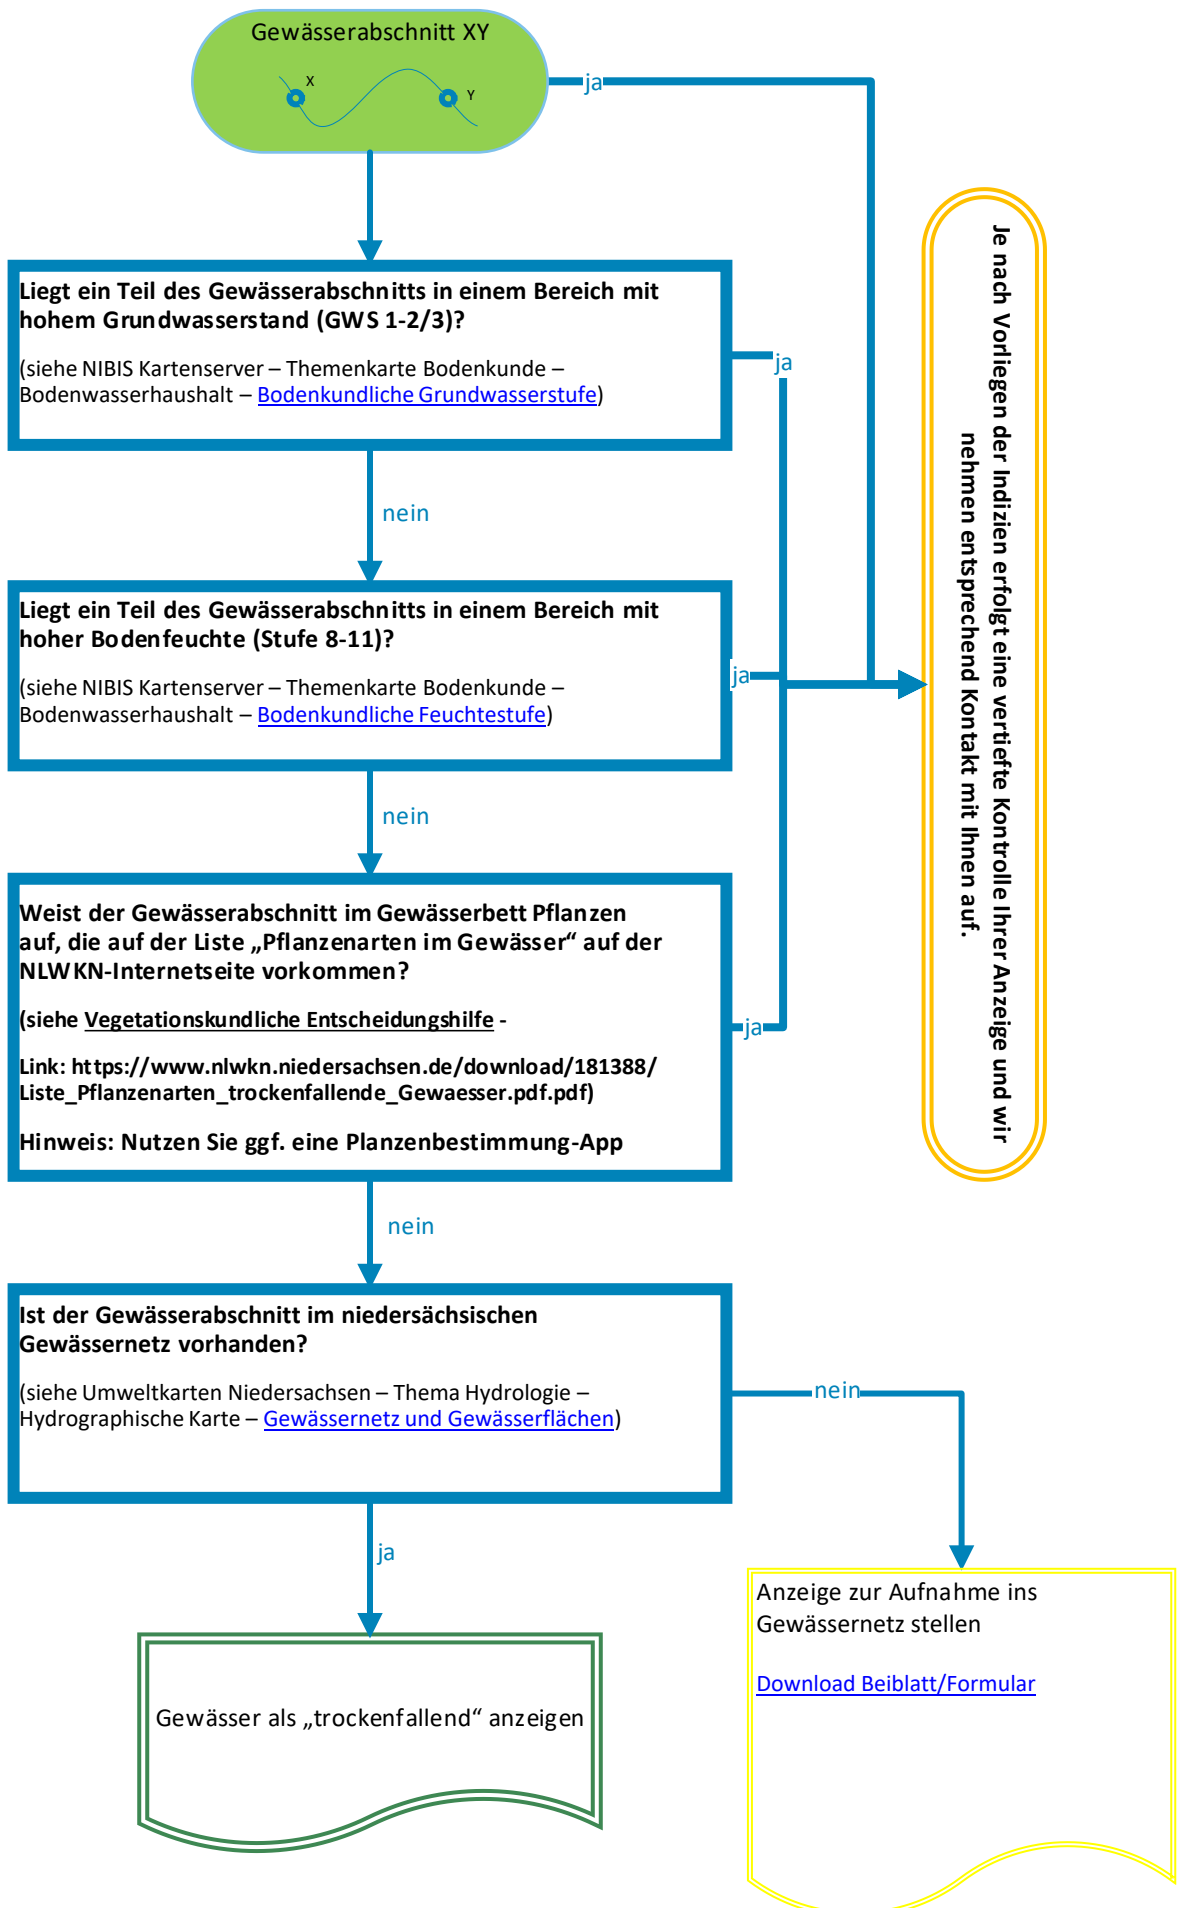 Gewässerabschnitt XY
X
Y
ja
Liegt ein Teil des Gewässerabschnitts in einem Bereich mit
hohem Grundwasserstand (GWS 1-2/3)?
(siehe NIBIS Kartenserver – Themenkarte Bodenkunde –
Bodenwasserhaushalt – Bodenkundliche Grundwasserstufe)
ja
nein
Liegt ein Teil des Gewässerabschnitts in einem Bereich mit
hoher Bodenfeuchte (Stufe 8-11)?
(siehe NIBIS Kartenserver – Themenkarte Bodenkunde –
Bodenwasserhaushalt – Bodenkundliche Feuchtestufe)
ja
nein
Weist der Gewässerabschnitt im Gewässerbett Pflanzen
auf, die auf der Liste „Pflanzenarten im Gewässer“ auf der
NLWKN-Internetseite vorkommen?
(siehe Vegetationskundliche Entscheidungshilfe -
Link: https://www.nlwkn.niedersachsen.de/download/181388/
Liste_Pflanzenarten_trockenfallende_Gewaesser.pdf.pdf)
Hinweis: Nutzen Sie ggf. eine Planzenbestimmung-App
ja
Je nach Vorliegen der Indizien erfolgt eine vertiefte Kontrolle Ihrer Anzeige und wir
nehmen entsprechend Kontakt mit Ihnen auf.
nein
Ist der Gewässerabschnitt im niedersächsischen
Gewässernetz vorhanden?
(siehe Umweltkarten Niedersachsen – Thema Hydrologie –
Hydrographische Karte – Gewässernetz und Gewässerflächen)
nein
ja
Gewässer als „trockenfallend“ anzeigen
Anzeige zur Aufnahme ins
Gewässernetz stellen
Download Beiblatt/Formular